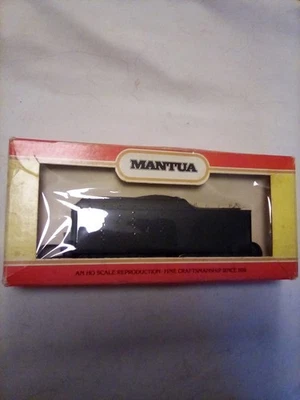 MANTUA
AN HO SCALE REPRODUCTION · FINE CRAFTSMANSHIP SINCE